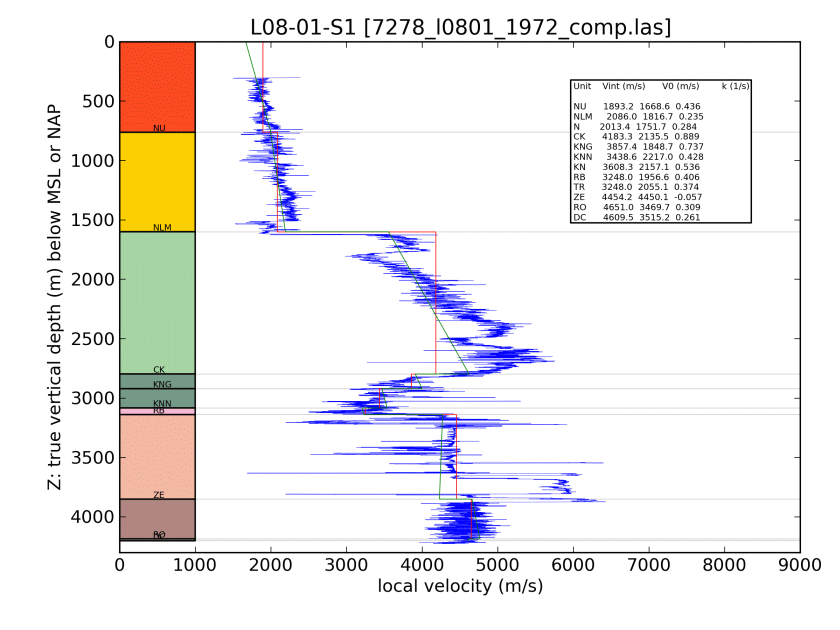 L08-01-S1 [7278_l0801_1972_comp.las]
Z: true vertical depth (m) below MSL or NAP
0
500
1000
1500
2000
2500
3000
3500
4000
NU
NLM
CK
KNG
KNN
RB
ZE
RO
Unit Vint (m/s) V0 (m/s) k (1/s)
NU 1893.2 1668.6 0.436
NLM 2086.0 1816.7 0.235
N 2013.4 1751.7 0.284
CK 4183.3 2135.5 0.889
KNG 3857.4 1848.7 0.737
KNN 3438.6 2217.0 0.428
KN 3608.3 2157.1 0.536
RB 3248.0 1956.6 0.406
TR 3248.0 2055.1 0.374
ZE 4454.2 4450.1 -0.057
RO 4651.0 3469.7 0.309
DC 4609.5 3515.2 0.261
0 1000 2000 3000 4000 5000 6000 7000 8000 9000
local velocity (m/s)